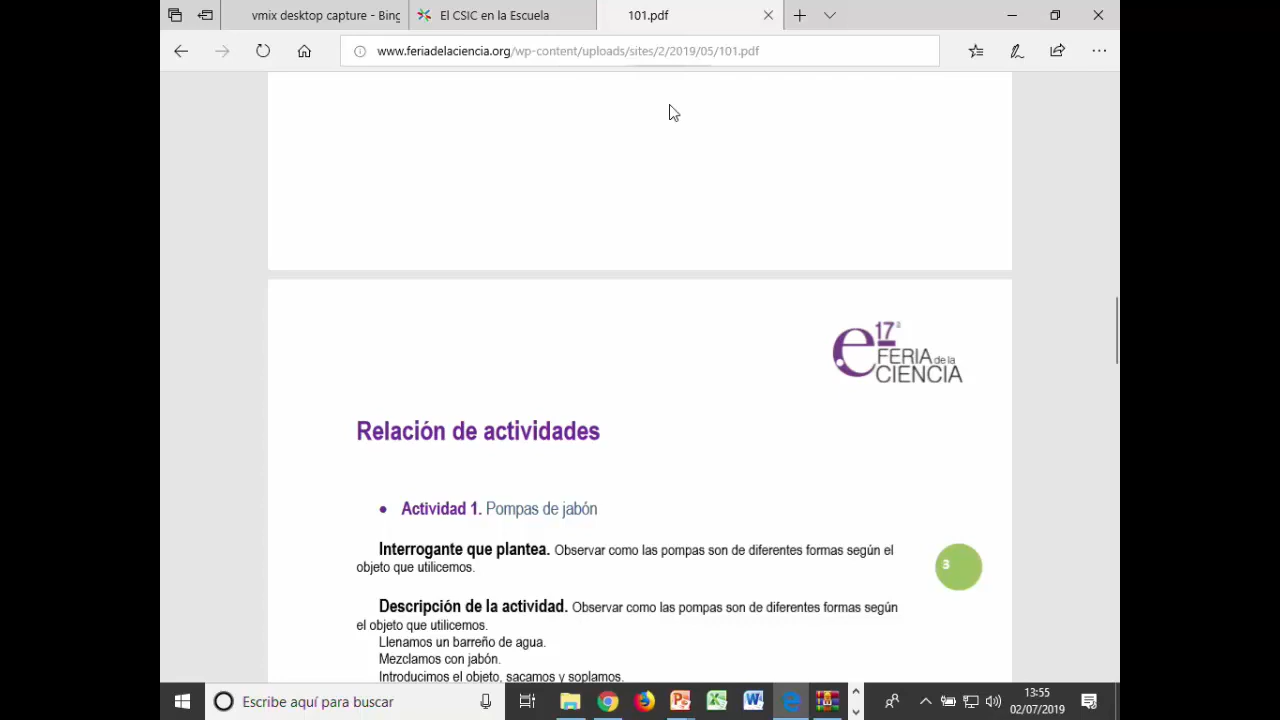 vmix desktop capture - Bing
El CSIC en la Escuela
101.pdf
www.feriadelaciencia.org/wp-content/uploads/sites/2/2019/05/101.pdf
17ª
FERIA de la
CIENCIA
Relación de actividades
• Actividad 1. Pompas de jabón
Interrogante que plantea. Observar como las pompas son de diferentes formas según el
objeto que utilicemos.
3
Descripción de la actividad. Observar como las pompas son de diferentes formas según
el objeto que utilicemos.
Llenamos un barreño de agua.
Mezclamos con jabón.
Introducimos el objeto, sacamos y soplamos.
Escribe aquí para buscar
13:55
02/07/2019